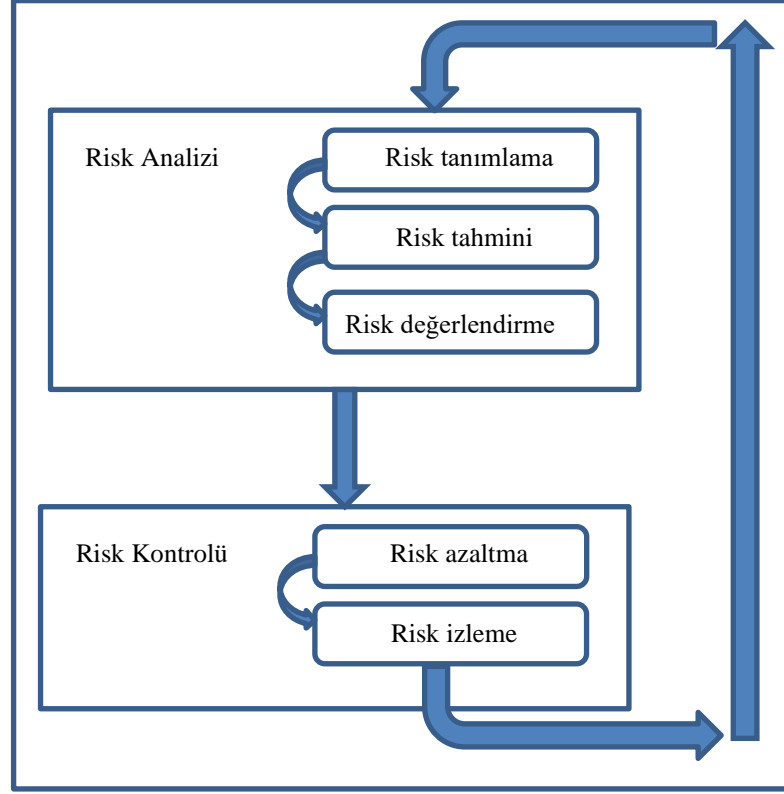 Risk Analizi
Risk tanımlama
Risk tahmini
Risk değerlendirme
Risk Kontrolü
Risk azaltma
Risk izleme